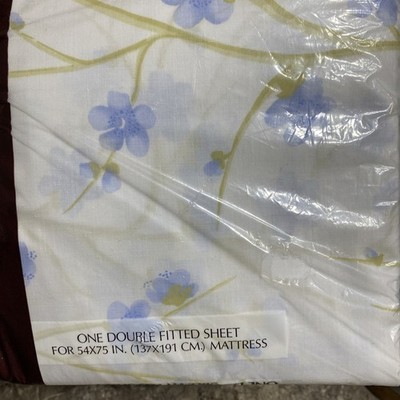 ONE DOUBLE FITTED SHEET
FOR 54X75 IN. (137X191 CM.) MATTRESS